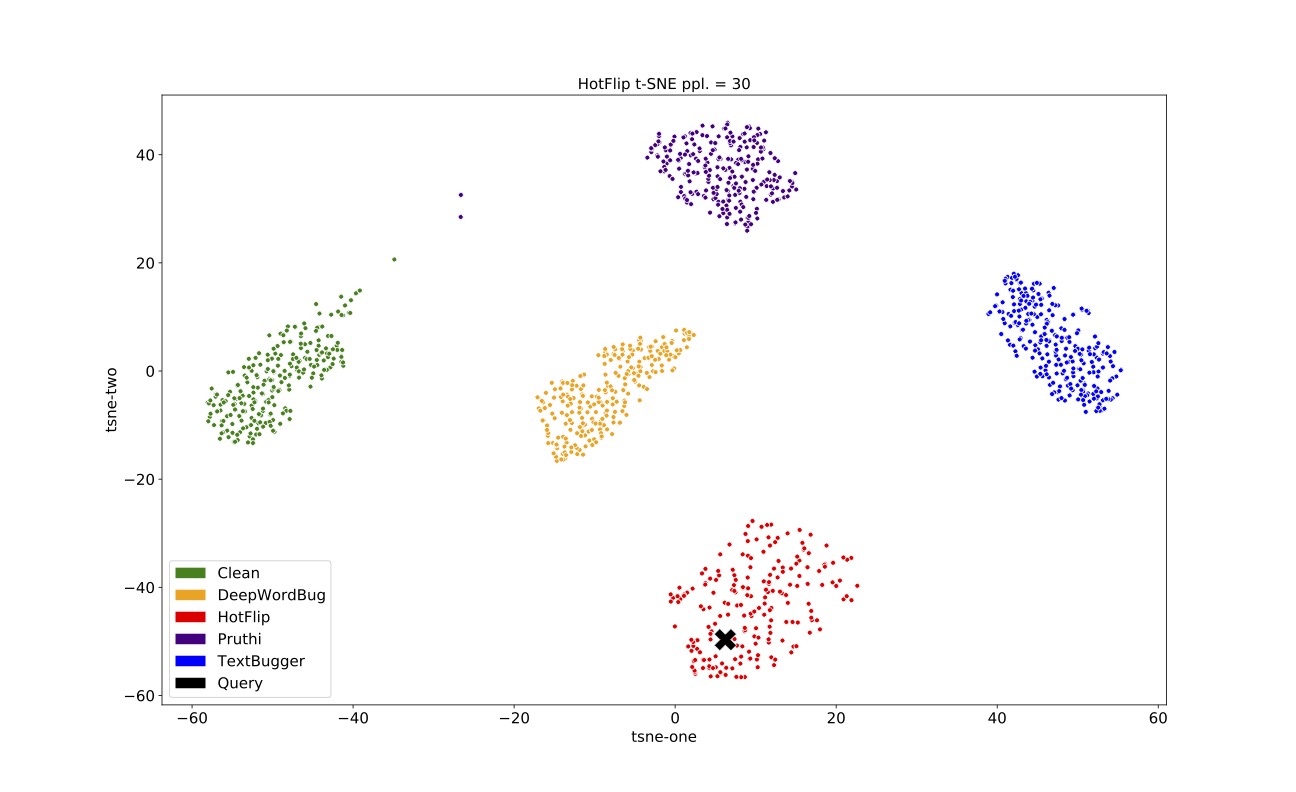 HotFlip t-SNE ppl. = 30
40
20
0
−20
−40
−60
tsne-two
Clean
DeepWordBug
HotFlip
Pruthi
TextBugger
Query
−60 −40 −20 0 20 40 60
tsne-one